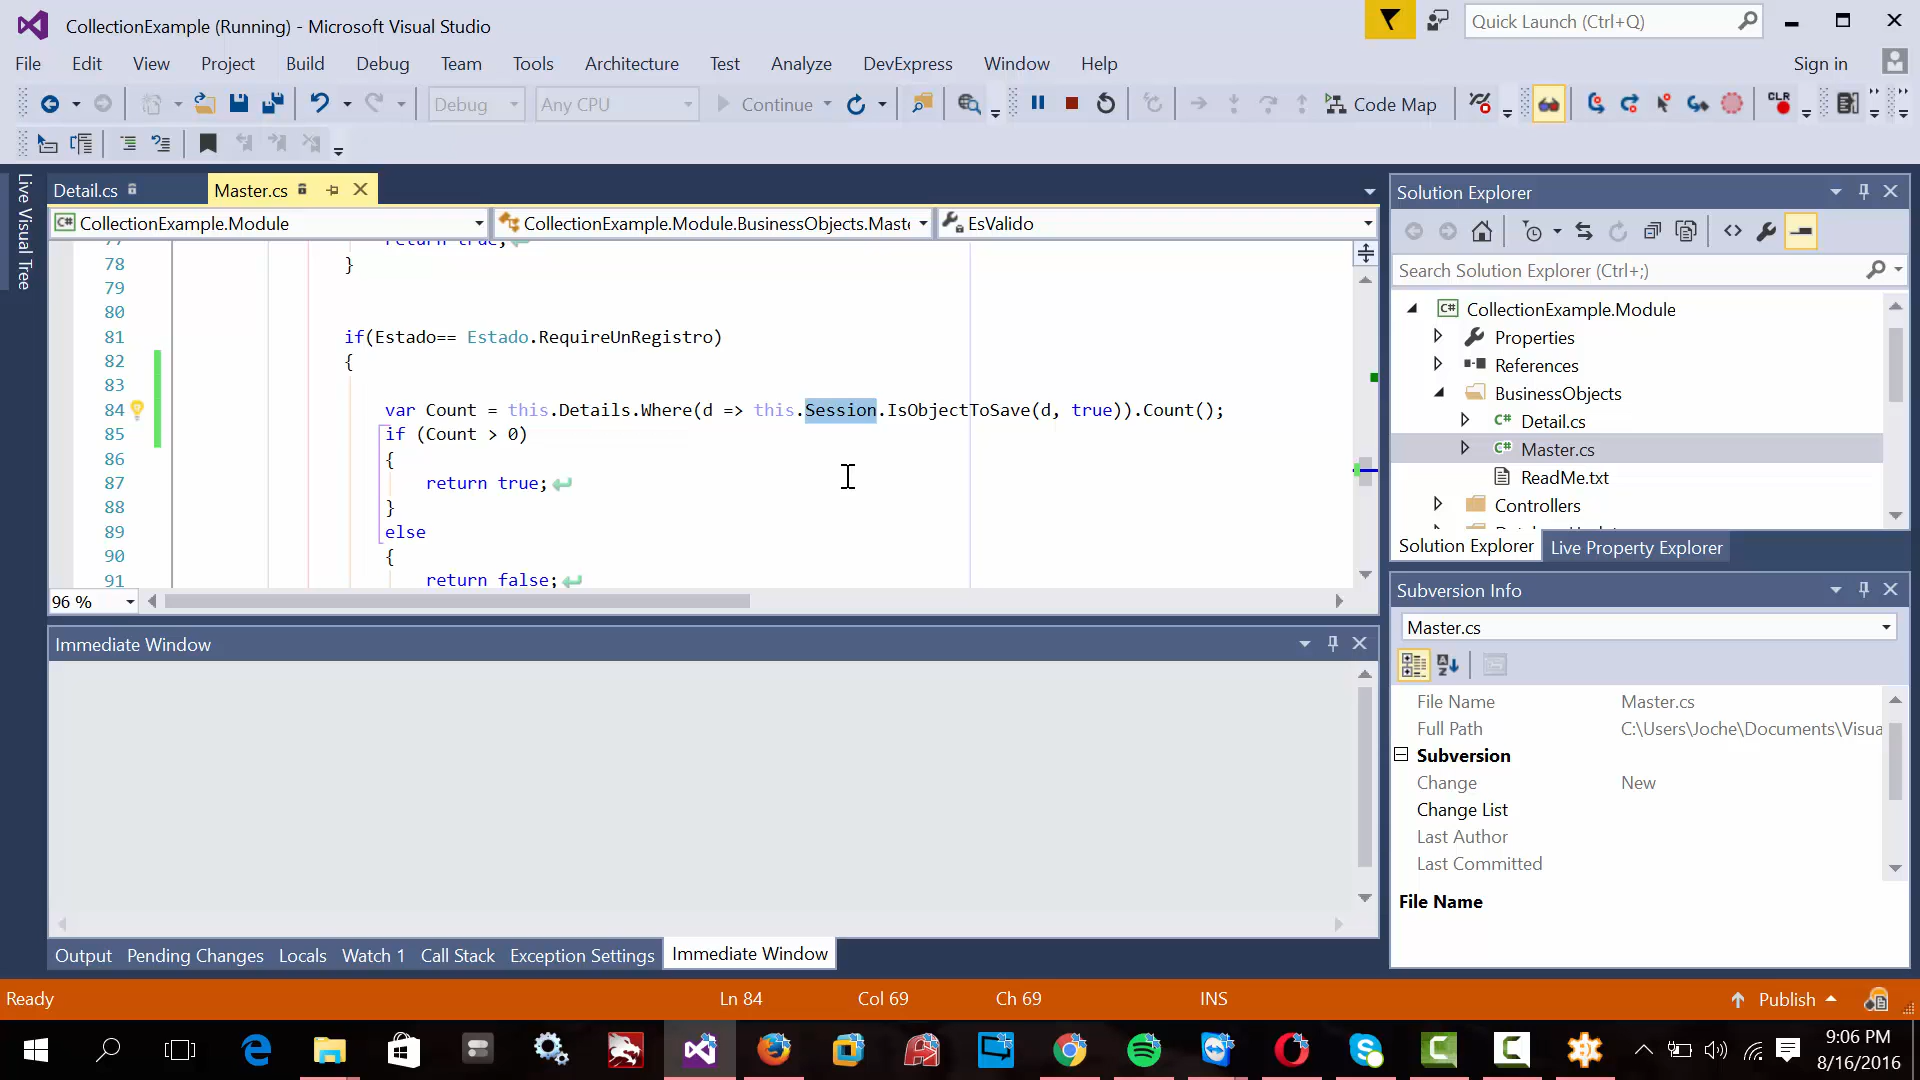 CollectionExample (Running) - Microsoft Visual Studio
Quick Launch (Ctrl+Q)
File Edit View Project Build Debug Team Tools Architecture Test Analyze DevExpress Window Help
Sign in
Debug Any CPU Continue Code Map CLR
Live Visual Tree
Detail.cs Master.cs
CollectionExample.Module CollectionExample.Module.BusinessObjects.Maste EsValido
77 return true;
78 }
79
80
81 if(Estado== Estado.RequireUnRegistro)
82 {
83
84 var Count = this.Details.Where(d => this.Session.IsObjectToSave(d, true)).Count();
85 if (Count > 0)
86 {
87 return true;
88 }
89 else
90 {
91 return false;
96 %
Immediate Window
Output Pending Changes Locals Watch 1 Call Stack Exception Settings Immediate Window
Solution Explorer
Search Solution Explorer (Ctrl+;)
CollectionExample.Module
Properties
References
BusinessObjects
Detail.cs
Master.cs
ReadMe.txt
Controllers
Solution Explorer Live Property Explorer
Subversion Info
Master.cs
File Name Master.cs
Full Path C:\Users\Joche\Documents\Visua
Subversion
Change New
Change List
Last Author
Last Committed
File Name
Ready Ln 84 Col 69 Ch 69 INS Publish
9:06 PM
8/16/2016